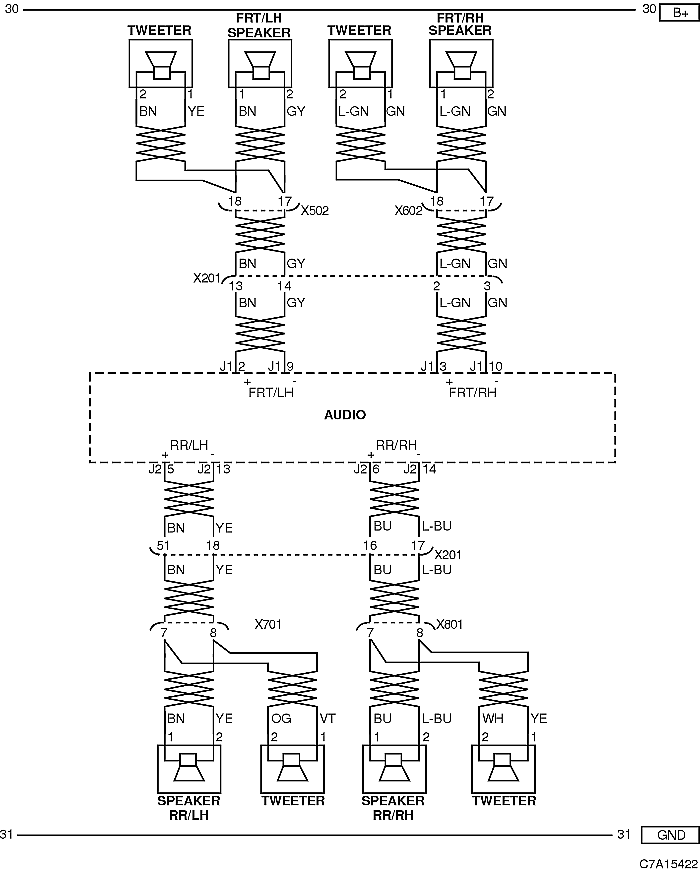 30 30 B+
FRT/LH FRT/RH
TWEETER SPEAKER TWEETER SPEAKER
2 1 1 2 2 1 1 2
BN YE BN GY L-GN GN L-GN GN
18 17 X502 X602 18 17
BN GY L-GN GN
X201
13 14 2 3
BN GY L-GN GN
J1 2 J1 9 J1 3 J1 10
+ - + -
FRT/LH FRT/RH
AUDIO
RR/LH RR/RH
+ - + -
J2 5 J2 13 J2 6 J2 14
BN YE BU L-BU
51 18 16 17 X201
BN YE BU L-BU
X701 X801
7 8 7 8
BN YE OG VT BU L-BU WH YE
1 2 2 1 1 2 2 1
SPEAKER TWEETER SPEAKER TWEETER
RR/LH RR/RH
31 31 GND
C7A15422